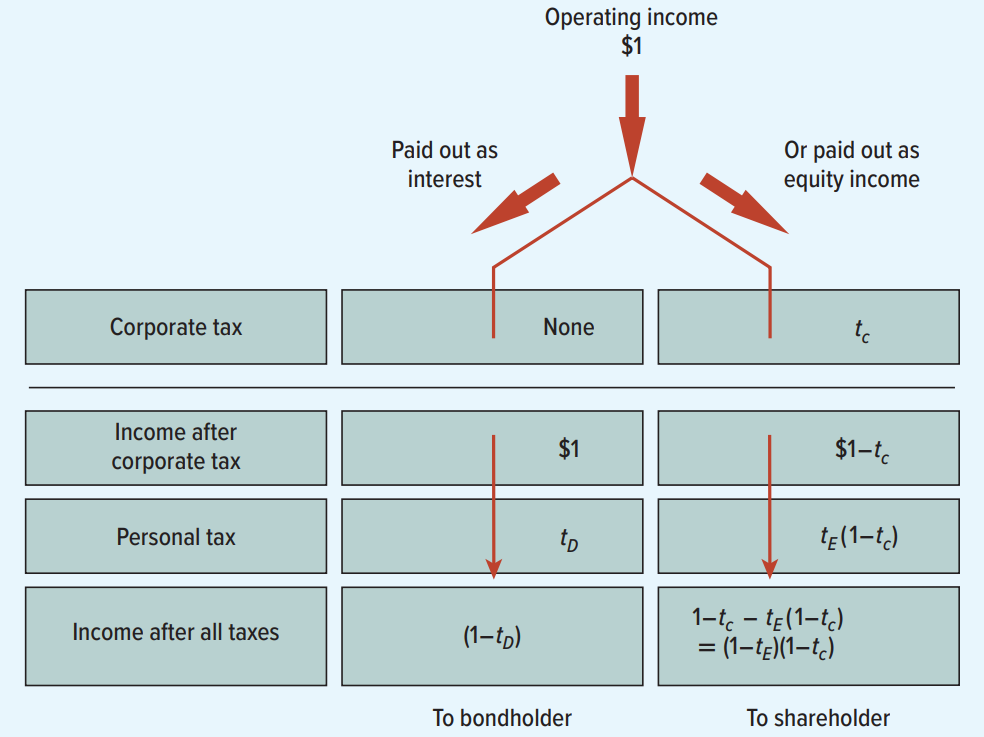 Operating income
$1
Paid out as
interest
Or paid out as
equity income
Corporate tax
None
t_c
Income after
corporate tax
$1–t_c
$1
Personal tax
t_D
t_E(1–t_c)
Income after all taxes
(1–t_D)
1–t_c – t_E(1–t_c)
= (1–t_E)(1–t_c)
To bondholder
To shareholder